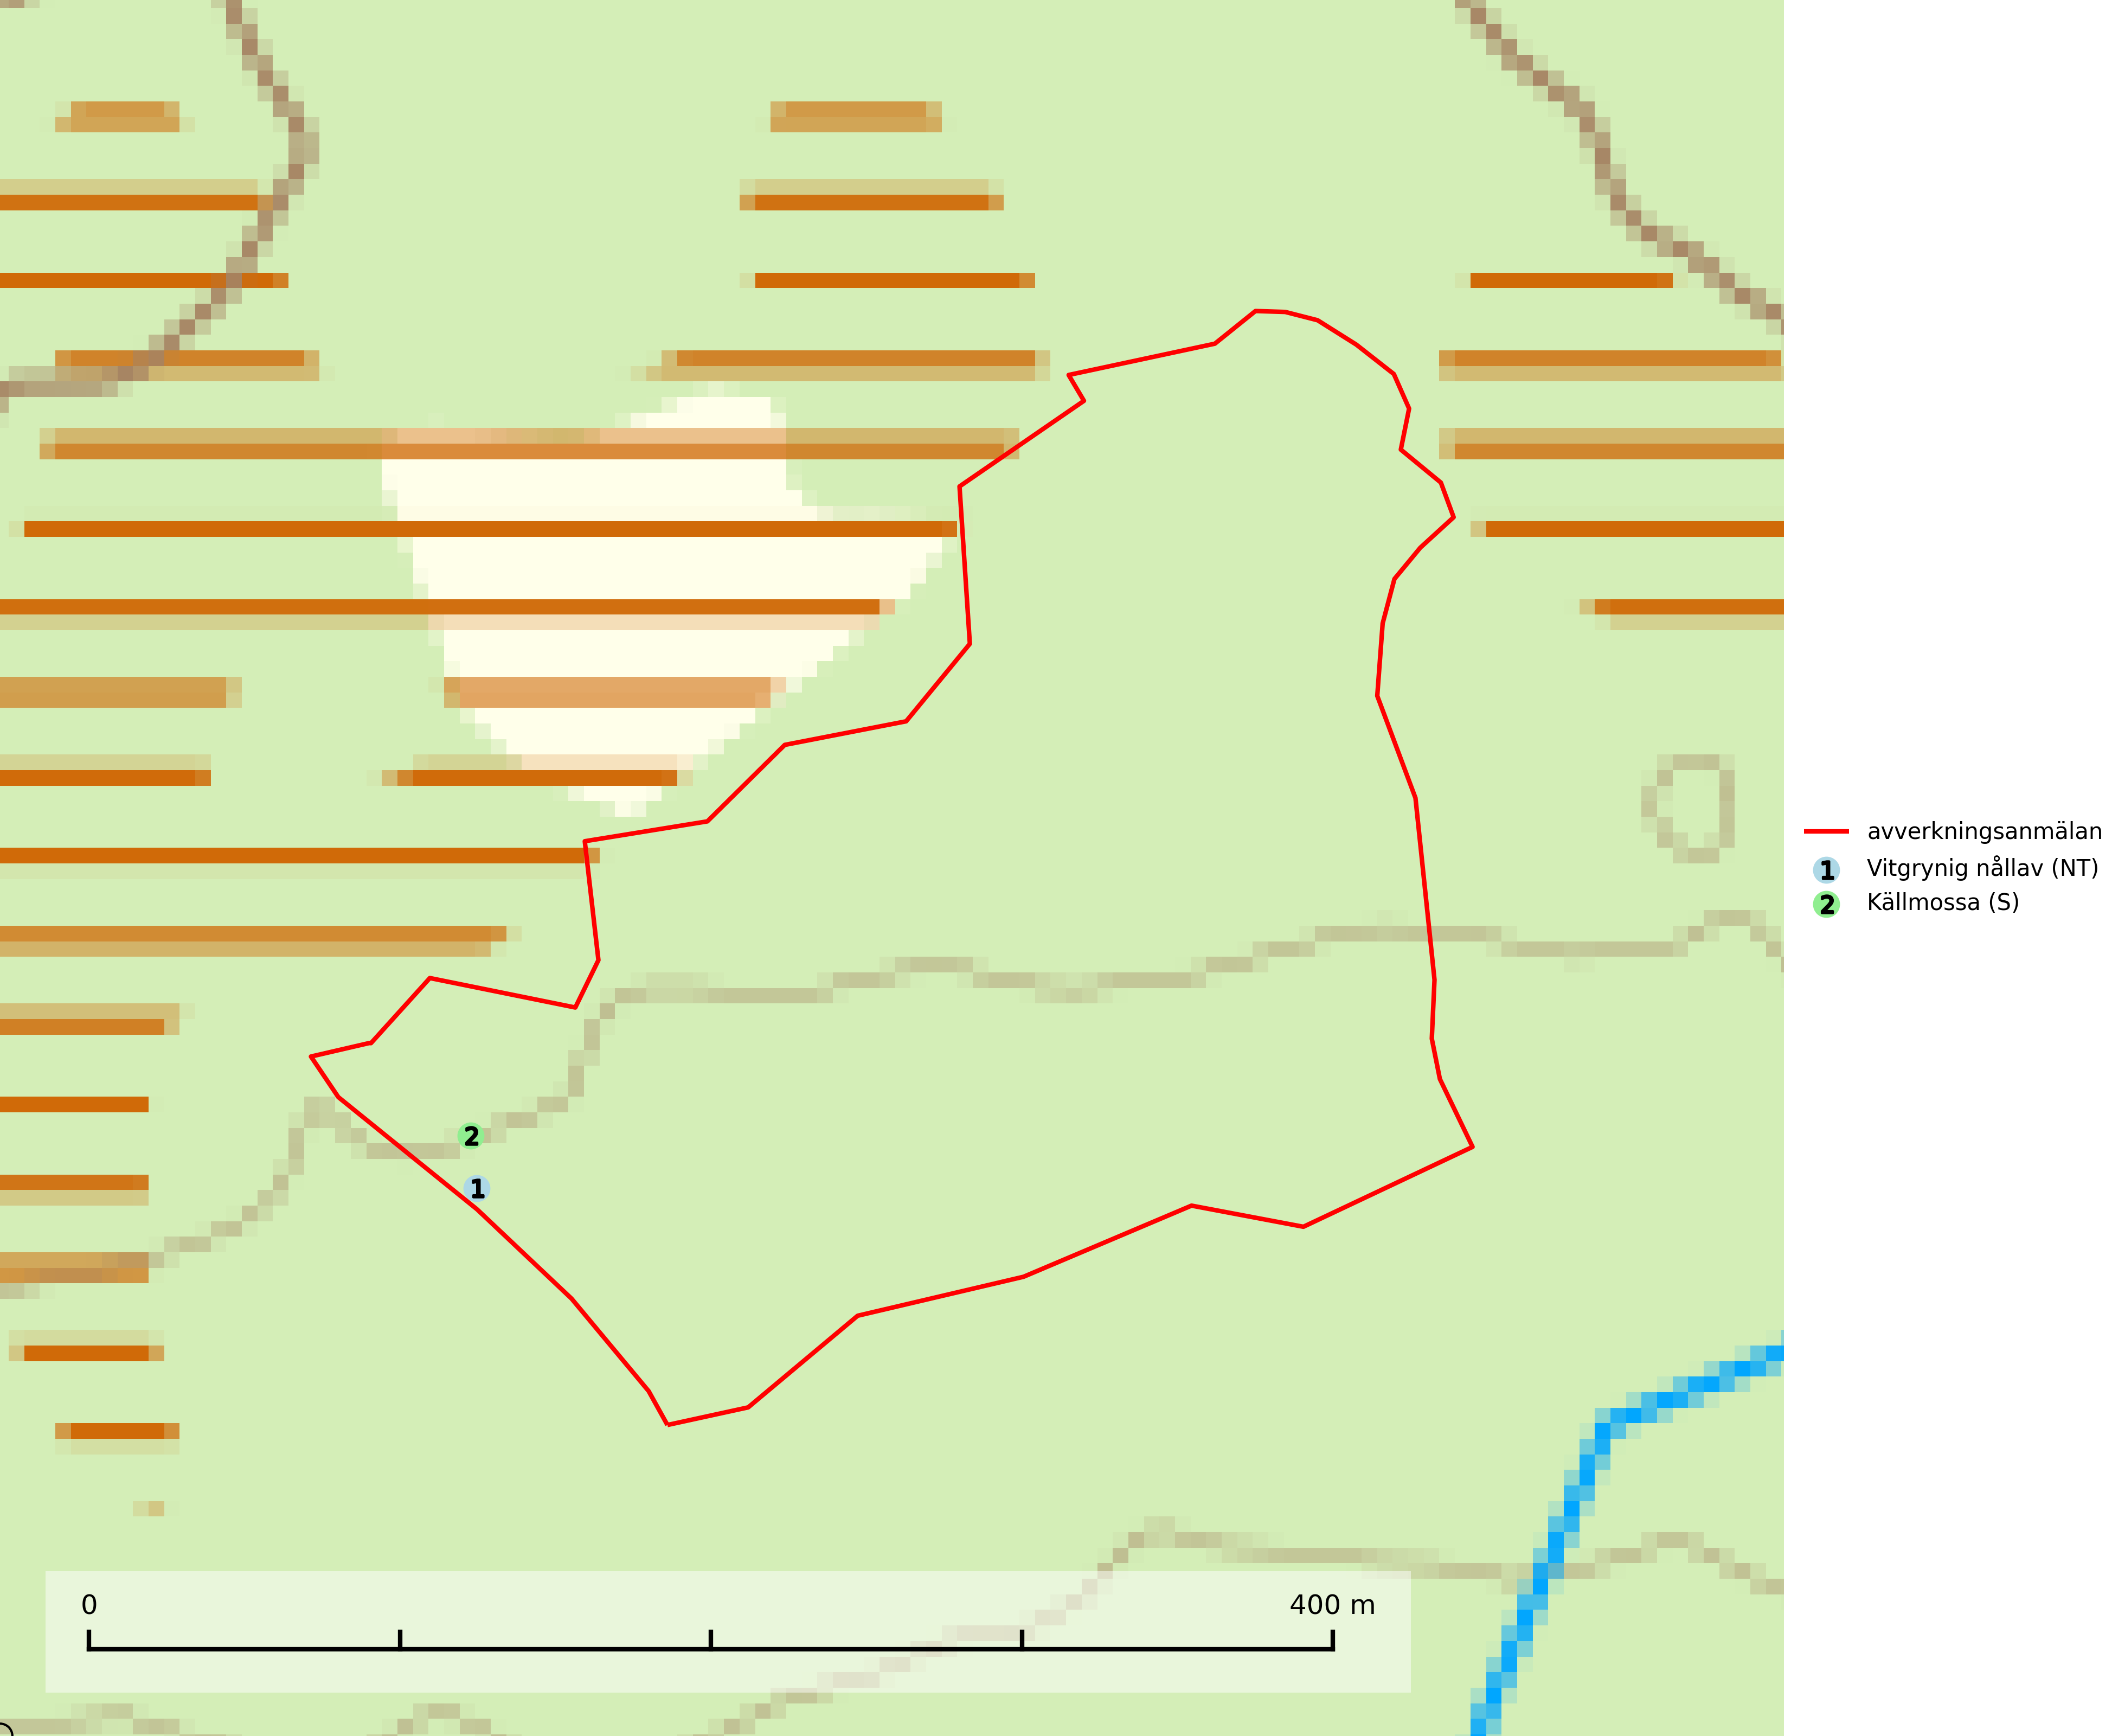 avverkningsanmälan
1 Vitgrynig nållav (NT)
2 Källmossa (S)
2
1
0 400 m